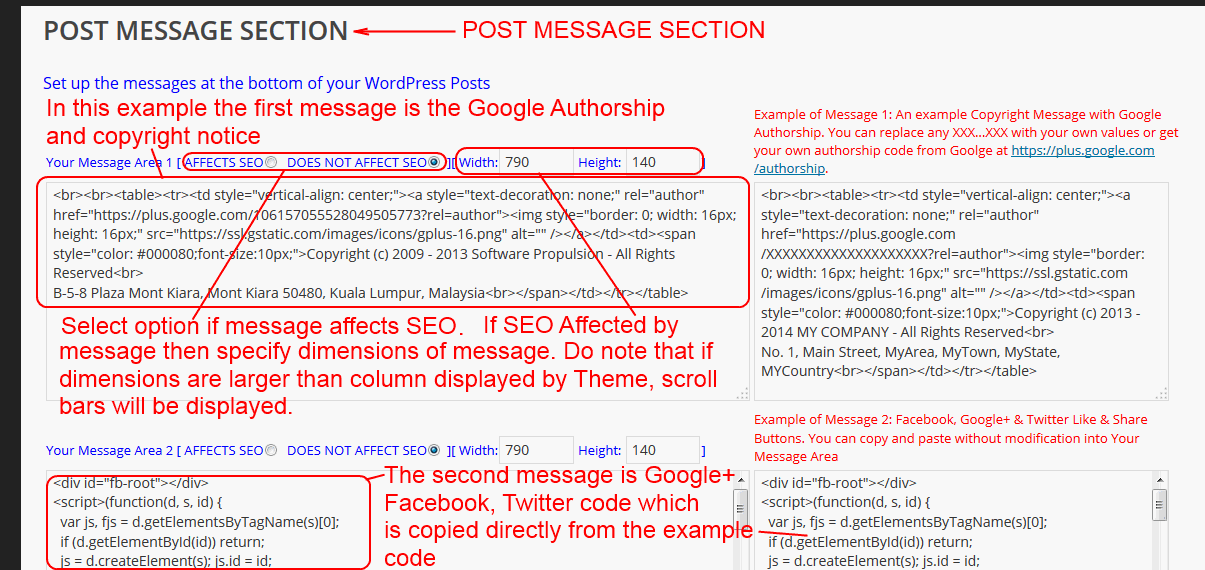 POST MESSAGE SECTION
POST MESSAGE SECTION
Set up the messages at the bottom of your WordPress Posts
In this example the first message is the Google Authorship
and copyright notice
Your Message Area 1 [ AFFECTS SEO DOES NOT AFFECT SEO ][ Width: 790 Height: 140 ]
<br><br><table><tr><td style="vertical-align: center;"><a style="text-decoration: none;" rel="author"
href="https://plus.google.com/106157055528049505773?rel=author"><img style="border: 0; width: 16px;
height: 16px;" src="https://ssl.gstatic.com/images/icons/gplus-16.png" alt="" /></a></td><td><span
style="color: #000080;font-size:10px;">Copyright (c) 2009 - 2013 Software Propulsion - All Rights
Reserved<br>
B-5-8 Plaza Mont Kiara, Mont Kiara 50480, Kuala Lumpur, Malaysia<br></span></td></tr></table>
Select option if message affects SEO. If SEO Affected by
message then specify dimensions of message. Do note that if
dimensions are larger than column displayed by Theme, scroll
bars will be displayed.
Example of Message 1: An example Copyright Message with Google
Authorship. You can replace any XXX...XXX with your own values or get
your own authorship code from Goolge at https://plus.google.com
/authorship.
<br><br><table><tr><td style="vertical-align: center;"><a
style="text-decoration: none;" rel="author"
href="https://plus.google.com
/XXXXXXXXXXXXXXXXXXXXX?rel=author"><img style="border:
0; width: 16px; height: 16px;" src="https://ssl.gstatic.com
/images/icons/gplus-16.png" alt="" /></a></td><td><span
style="color: #000080;font-size:10px;">Copyright (c) 2013 -
2014 MY COMPANY - All Rights Reserved<br>
No. 1, Main Street, MyArea, MyTown, MyState,
MYCountry<br></span></td></tr></table>
Your Message Area 2 [ AFFECTS SEO DOES NOT AFFECT SEO ][ Width: 790 Height: 140 ]
<div id="fb-root"></div>
<script>(function(d, s, id) {
var js, fjs = d.getElementsByTagName(s)[0];
if (d.getElementById(id)) return;
js = d.createElement(s); js.id = id;
The second message is Google+
Facebook, Twitter code which
is copied directly from the example
code
Example of Message 2: Facebook, Google+ & Twitter Like & Share
Buttons. You can copy and paste without modification into Your
Message Area
<div id="fb-root"></div>
<script>(function(d, s, id) {
var js, fjs = d.getElementsByTagName(s)[0];
if (d.getElementById(id)) return;
js = d.createElement(s); js.id = id;